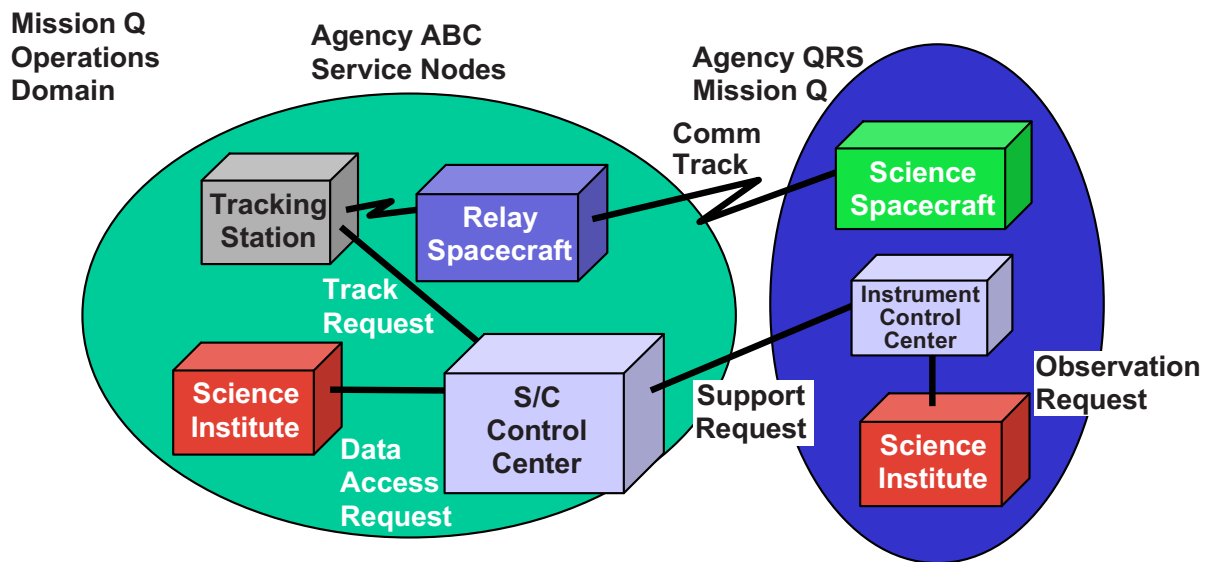 Mission Q
Operations
Domain
Agency ABC
Service Nodes
Agency QRS
Mission Q
Comm
Track
Tracking
Station
Relay
Spacecraft
Science
Spacecraft
Track
Request
Instrument
Control
Center
Science
Institute
S/C
Control
Center
Support
Request
Observation
Request
Data
Access
Request
Science
Institute